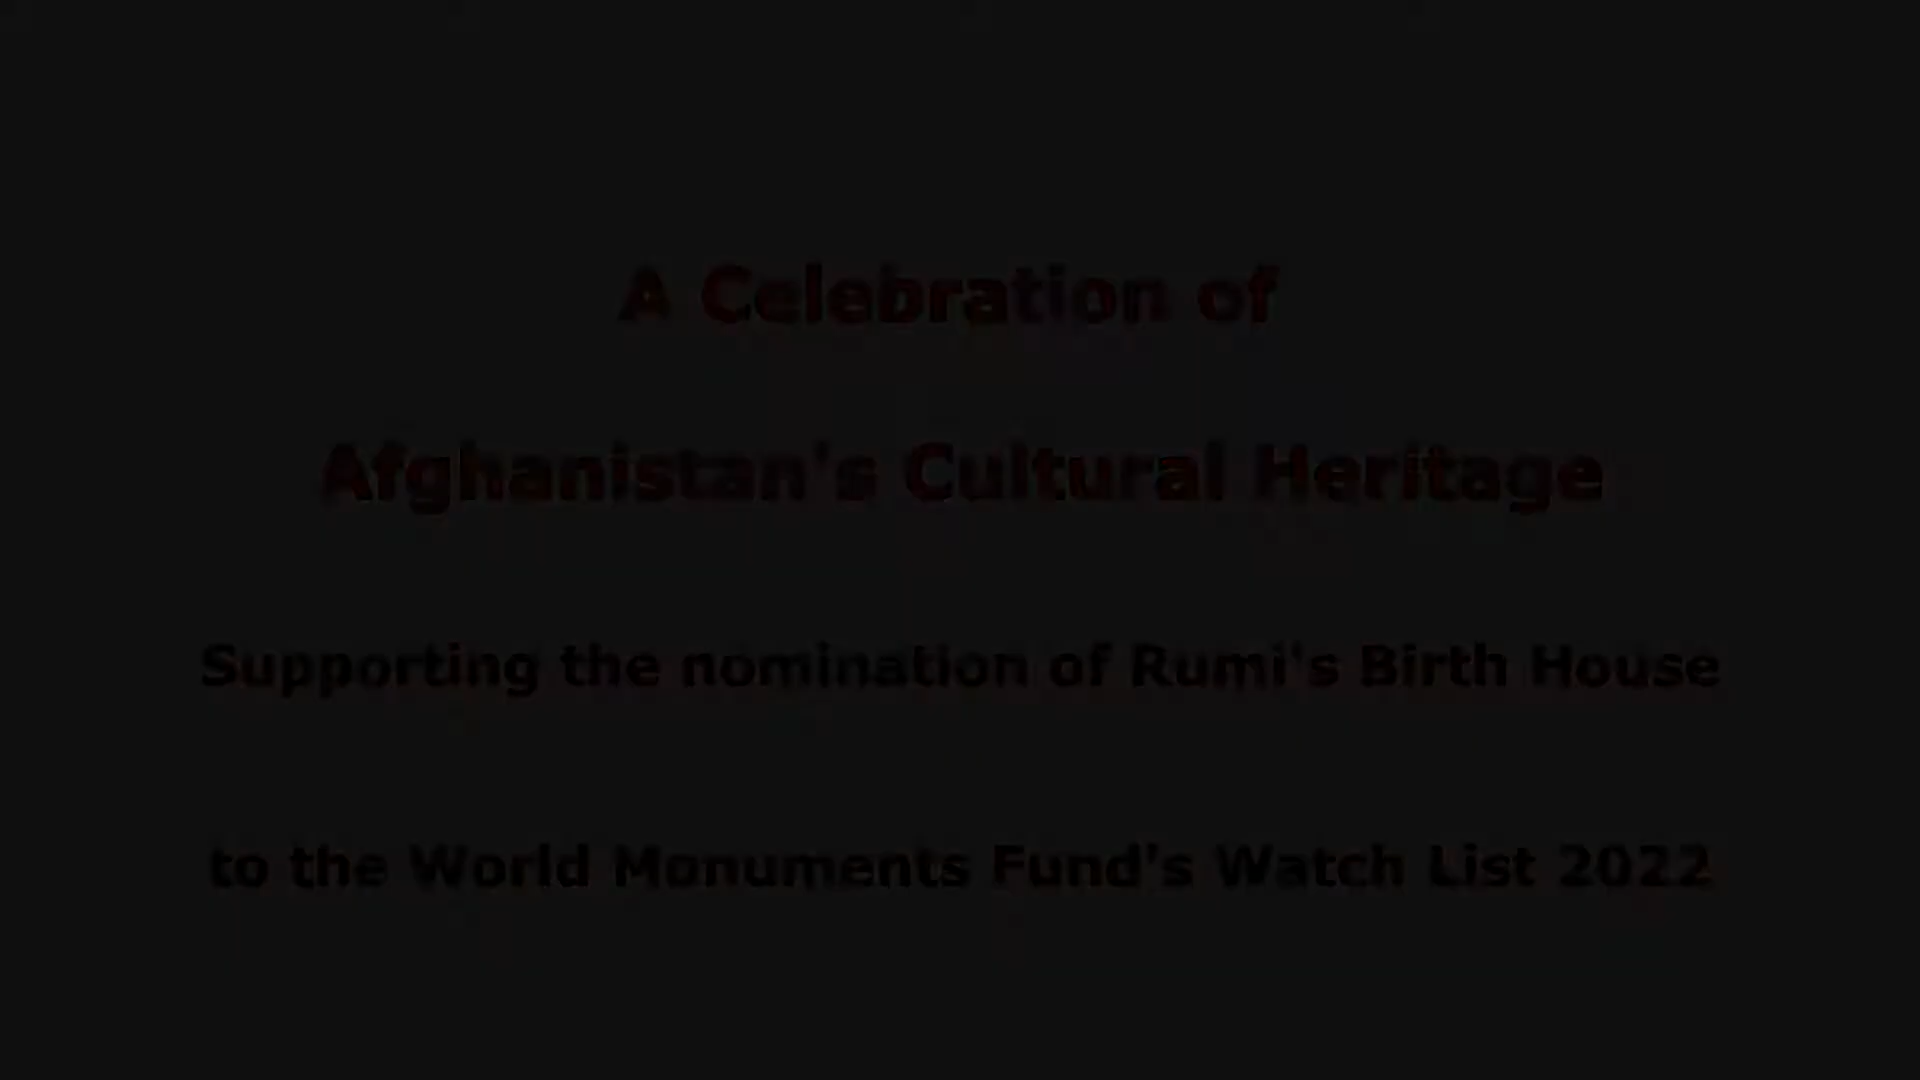 A Celebration of
Afghanistan's Cultural Heritage
Supporting the nomination of Rumi's Birth House
to the World Monuments Fund's Watch List 2022